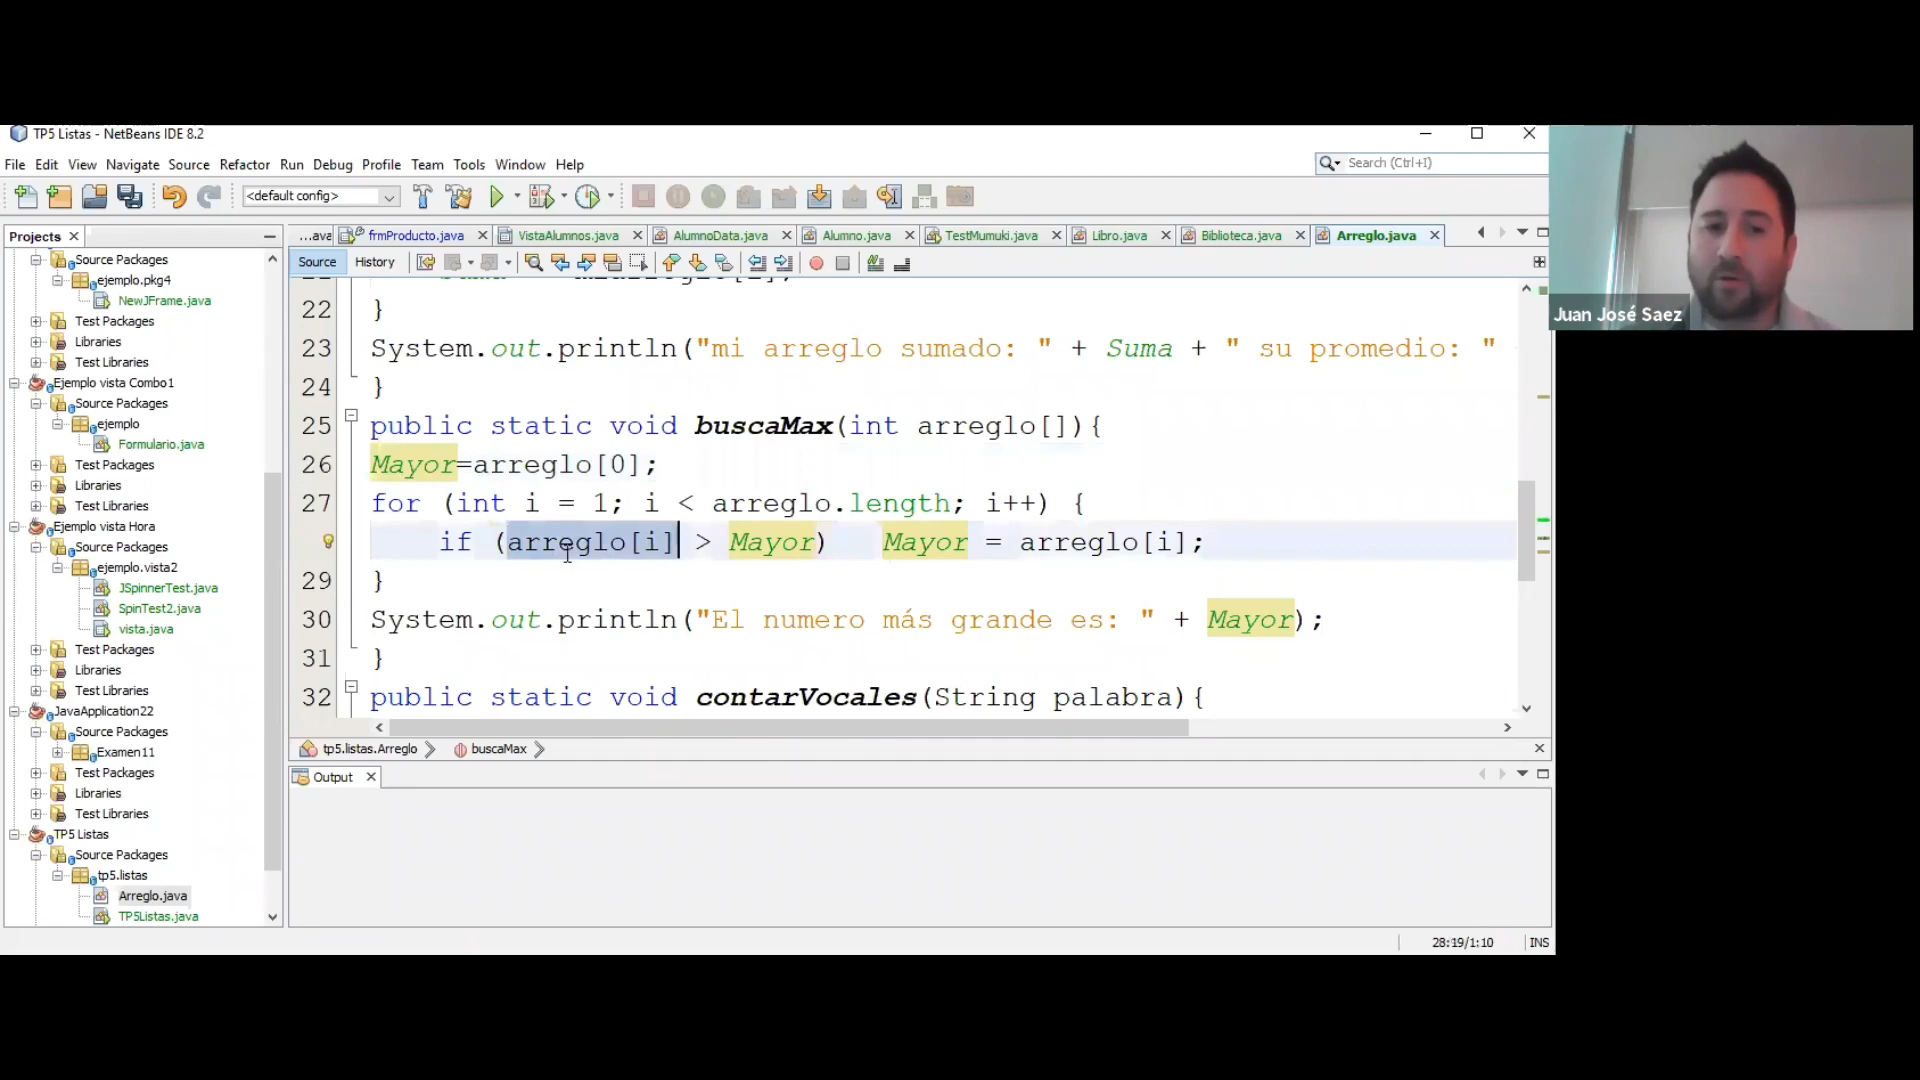 TP5 Listas - NetBeans IDE 8.2
File Edit View Navigate Source Refactor Run Debug Profile Team Tools Window Help
Search (Ctrl+I)
<default config>
Projects
Source Packages
ejemplo.pkg4
NewJFrame.java
Test Packages
Libraries
Test Libraries
Ejemplo vista Combo1
Source Packages
ejemplo
Formulario.java
Test Packages
Libraries
Test Libraries
Ejemplo vista Hora
Source Packages
ejemplo.vista2
JSpinnerTest.java
SpinTest2.java
vista.java
Test Packages
Libraries
Test Libraries
JavaApplication22
Source Packages
Examen11
Test Packages
Libraries
Test Libraries
TP5 Listas
Source Packages
tp5.listas
Arreglo.java
TP5Listas.java
...ava frmProducto.java VistaAlumnos.java AlumnoData.java Alumno.java TestMumuki.java Libro.java Biblioteca.java Arreglo.java
Source History
22 }
23 System.out.println("mi arreglo sumado: " + Suma + " su promedio: "
24 }
25 public static void buscaMax(int arreglo[]){
26 Mayor=arreglo[0];
27 for (int i = 1; i < arreglo.length; i++) {
if (arreglo[i] > Mayor) Mayor = arreglo[i];
29 }
30 System.out.println("El numero más grande es: " + Mayor);
31 }
32 public static void contarVocales(String palabra){
tp5.listas.Arreglo buscaMax
Output
28:19/1:10 INS
Juan José Saez